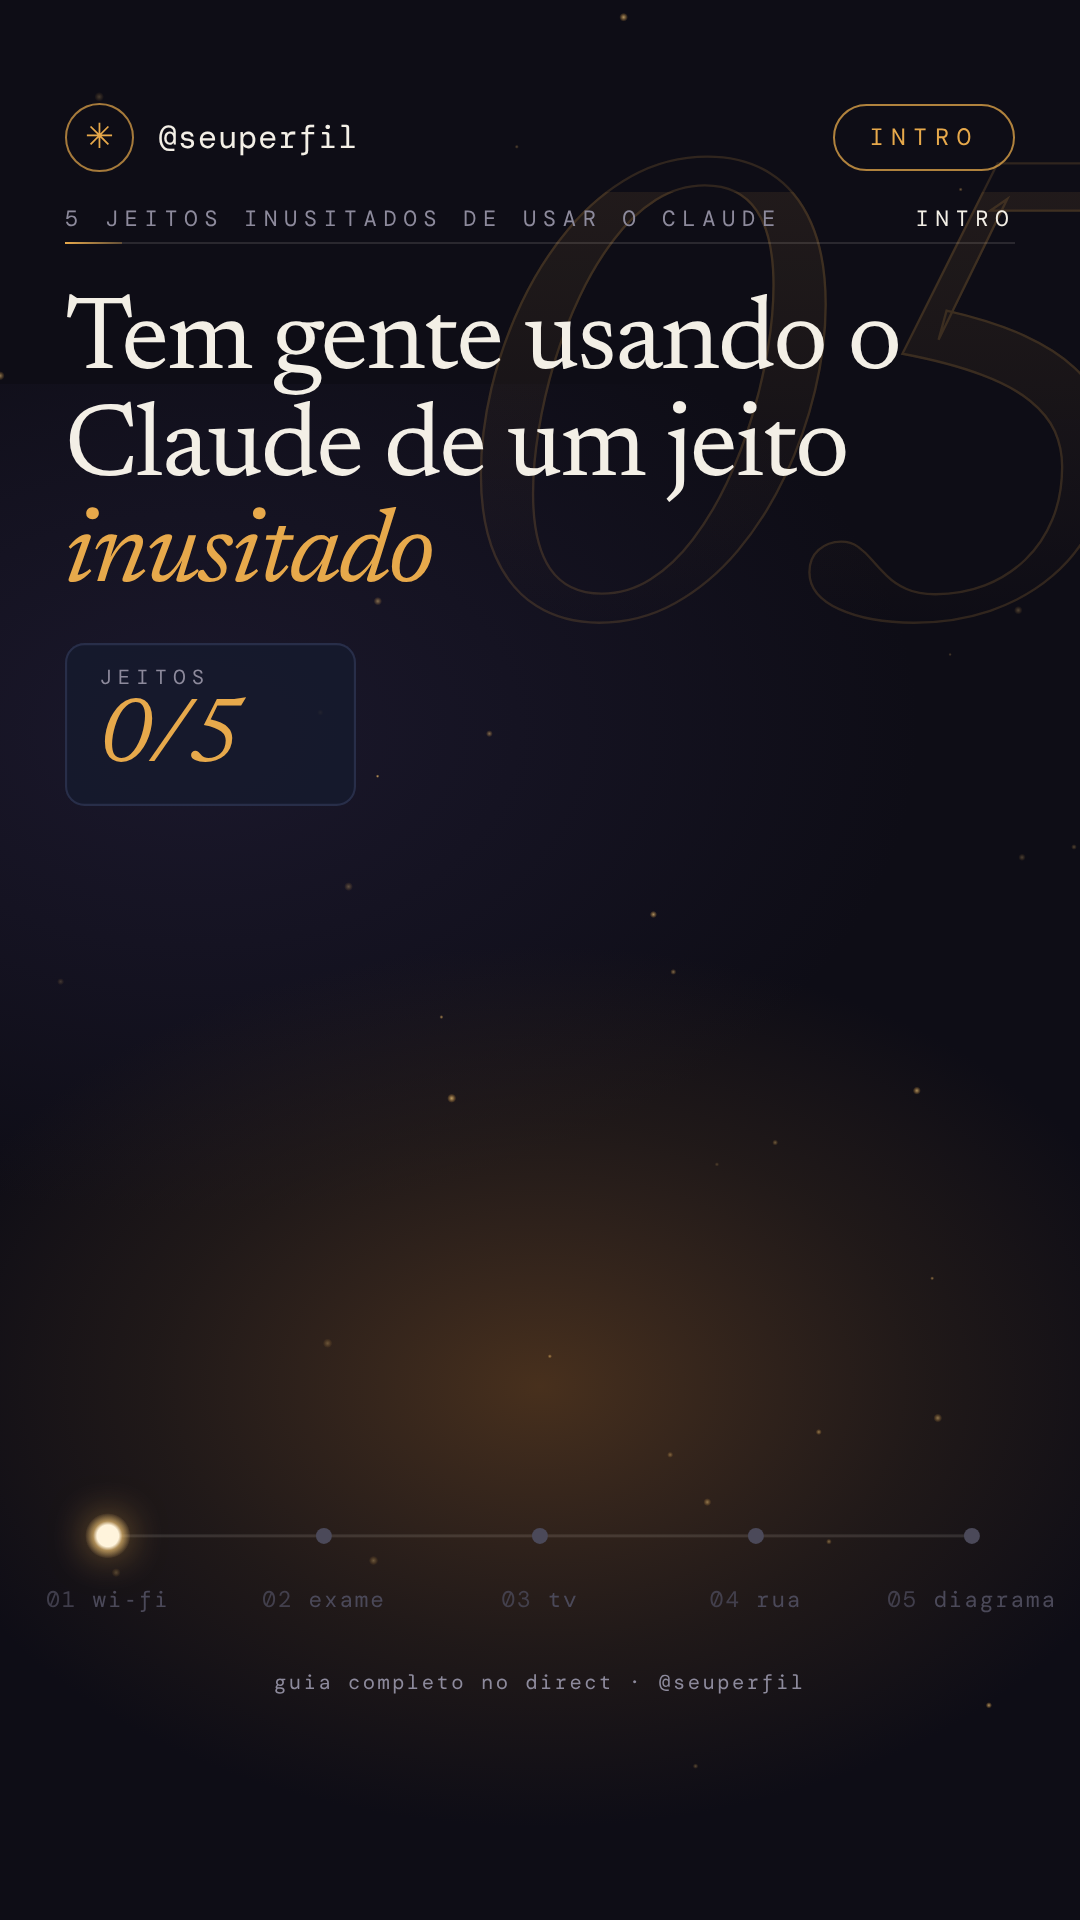 @seuperfil
INTRO
5 JEITOS INUSITADOS DE USAR O CLAUDE
INTRO
05
Tem gente usando o
Claude de um jeito
inusitado
JEITOS
0/5
01 wi-fi
02 exame
03 tv
04 rua
05 diagrama
guia completo no direct · @seuperfil